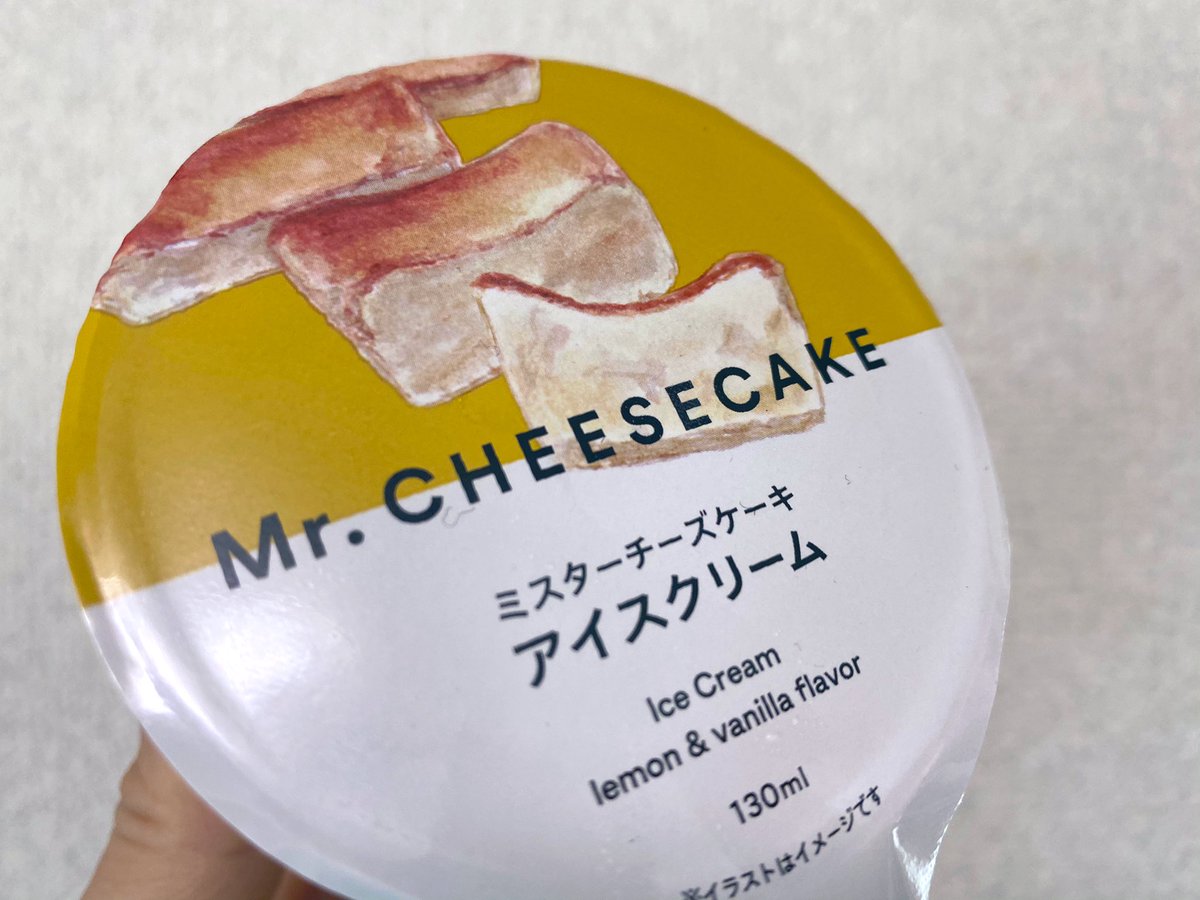 Mr. CHEESECAKE
ミスターチーズケーキ
アイスクリーム
Ice Cream
lemon & vanilla flavor
130ml
※イラストはイメージです